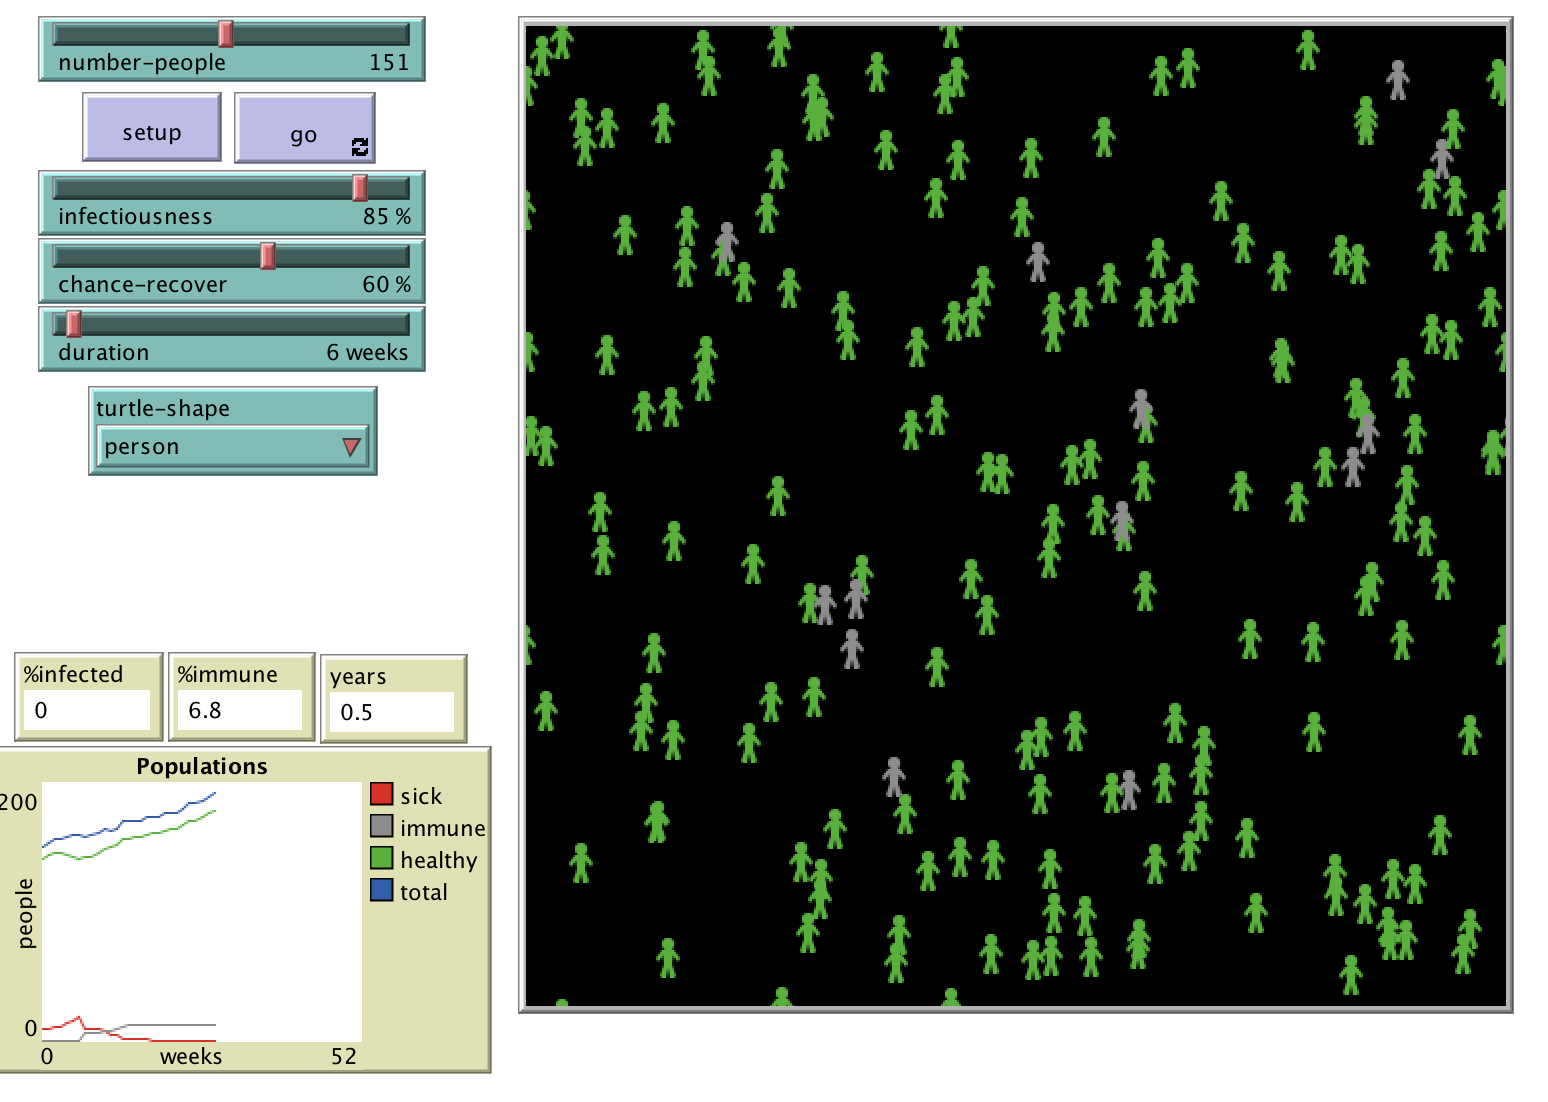 number-people 151
setup
go
infectiousness 85 %
chance-recover 60 %
duration 6 weeks
turtle-shape
person
%infected
0
%immune
6.8
years
0.5
Populations
200
people
0
0 weeks 52
sick
immune
healthy
total